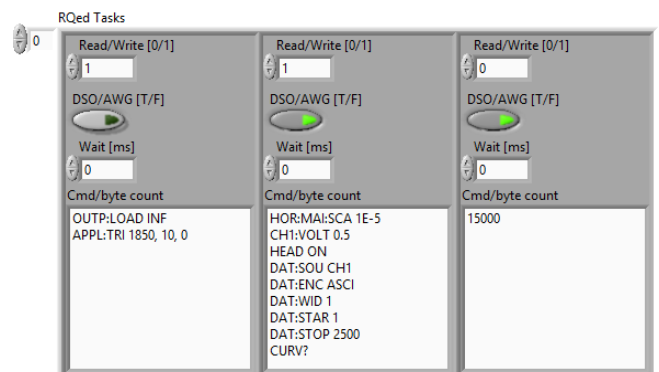 RQed Tasks
0
Read/Write [0/1]
1
DSO/AWG [T/F]
Wait [ms]
0
Cmd/byte count
OUTP:LOAD INF
APPL:TRI 1850, 10, 0
Read/Write [0/1]
1
DSO/AWG [T/F]
Wait [ms]
0
Cmd/byte count
HOR:MAI:SCA 1E-5
CH1:VOLT 0.5
HEAD ON
DAT:SOU CH1
DAT:ENC ASCI
DAT:WID 1
DAT:STAR 1
DAT:STOP 2500
CURV?
Read/Write [0/1]
0
DSO/AWG [T/F]
Wait [ms]
0
Cmd/byte count
15000